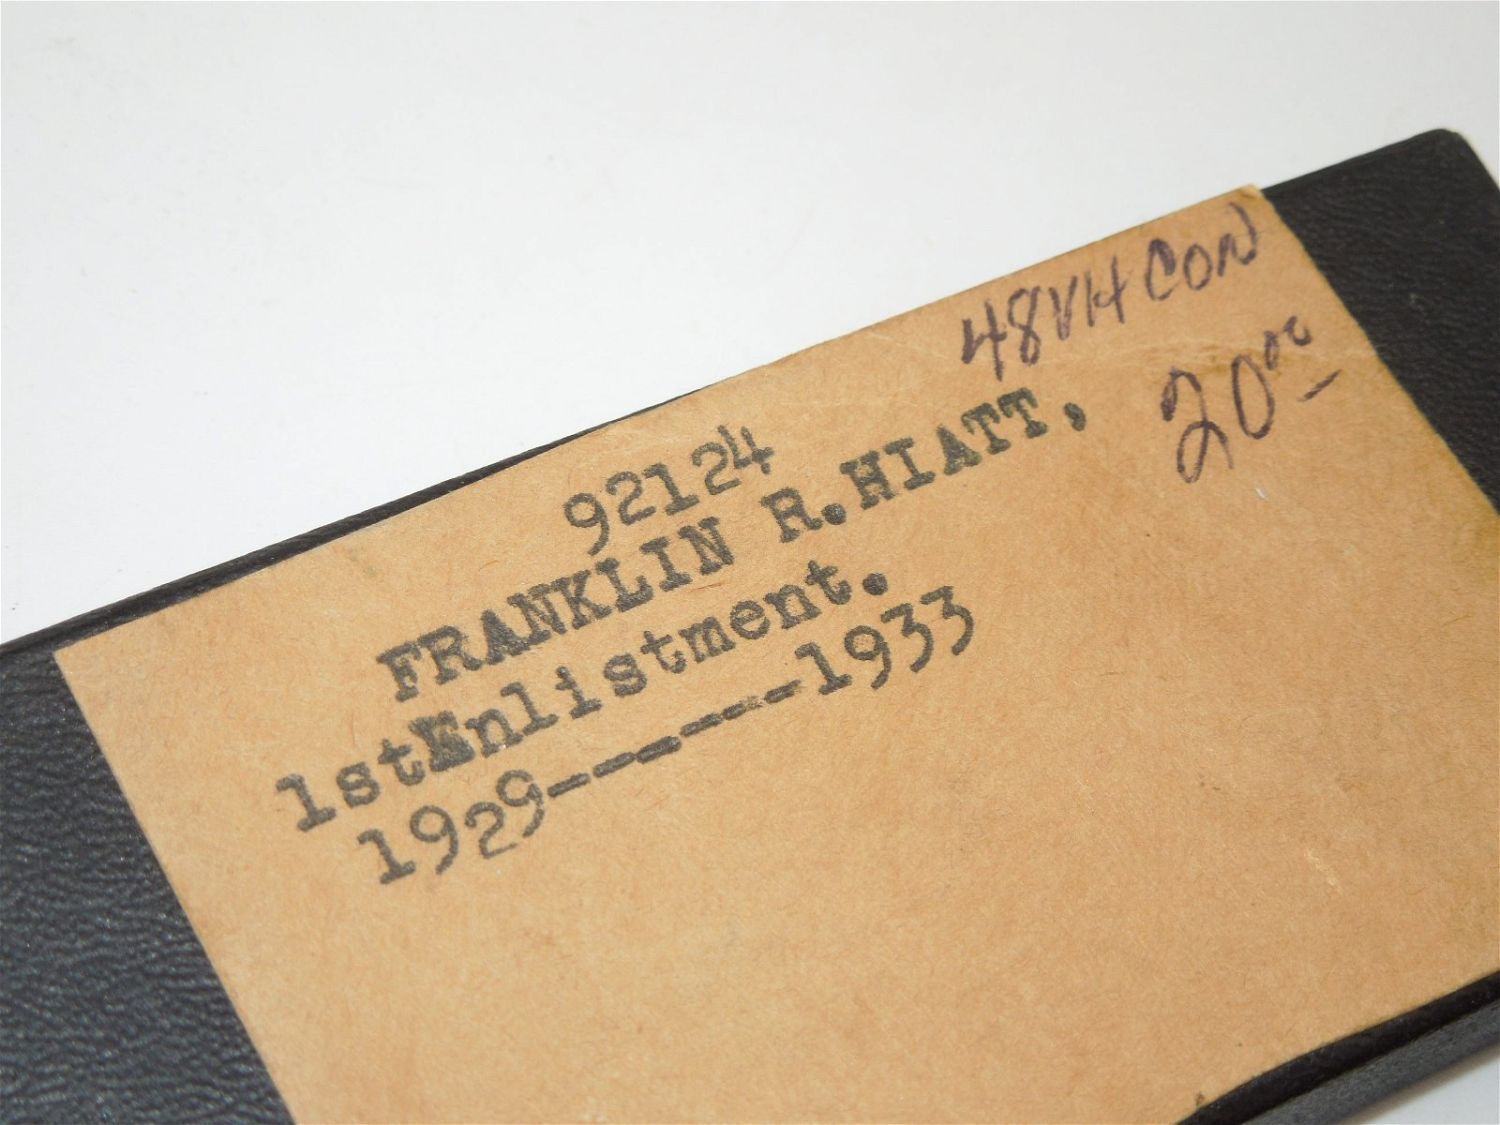 48VH CON
20.00
92124
FRANKLIN R.HIATT,
1stEnlistment.
1929-------1933